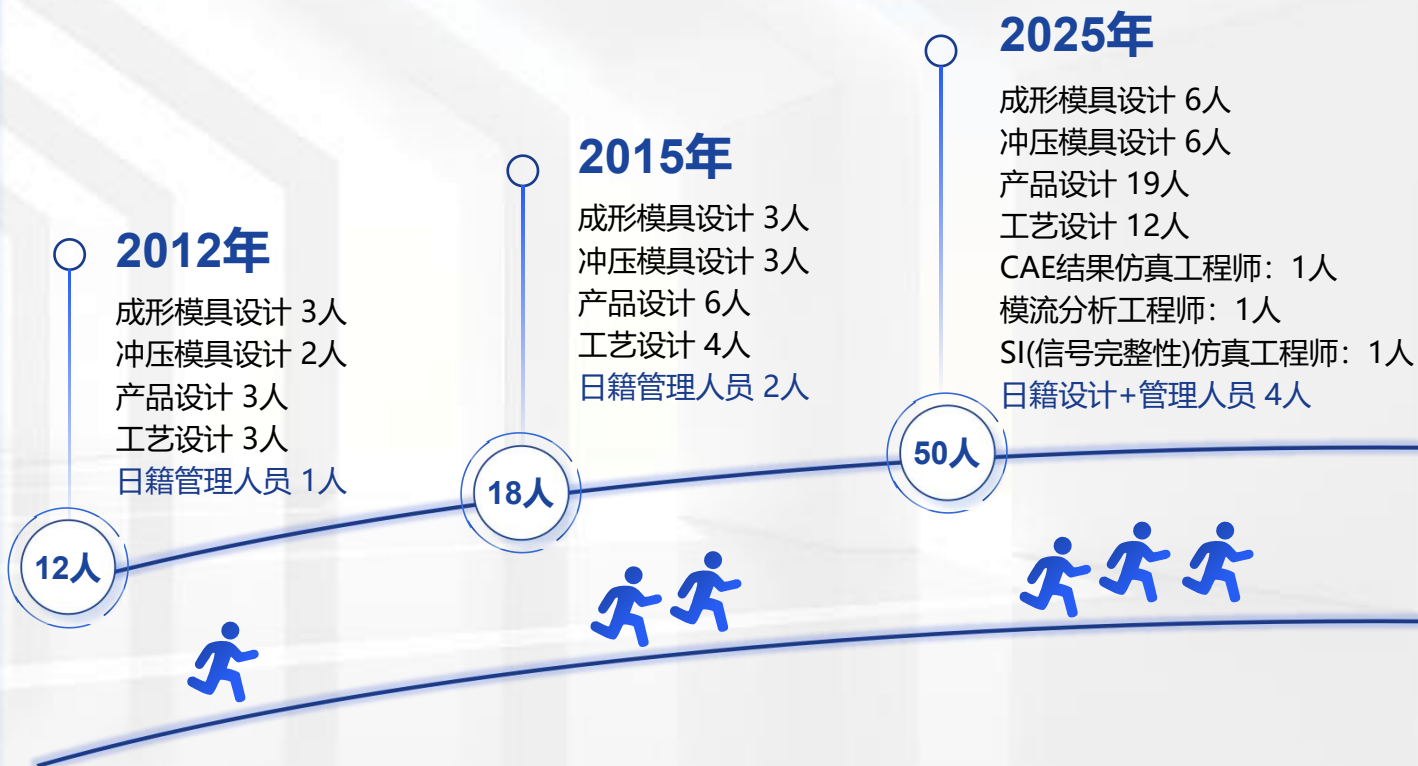 2012年
成形模具设计 3人
冲压模具设计 2人
产品设计 3人
工艺设计 3人
日籍管理人员 1人
12人
2015年
成形模具设计 3人
冲压模具设计 3人
产品设计 6人
工艺设计 4人
日籍管理人员 2人
18人
2025年
成形模具设计 6人
冲压模具设计 6人
产品设计 19人
工艺设计 12人
CAE结果仿真工程师：1人
模流分析工程师：1人
SI(信号完整性)仿真工程师：1人
日籍设计+管理人员 4人
50人